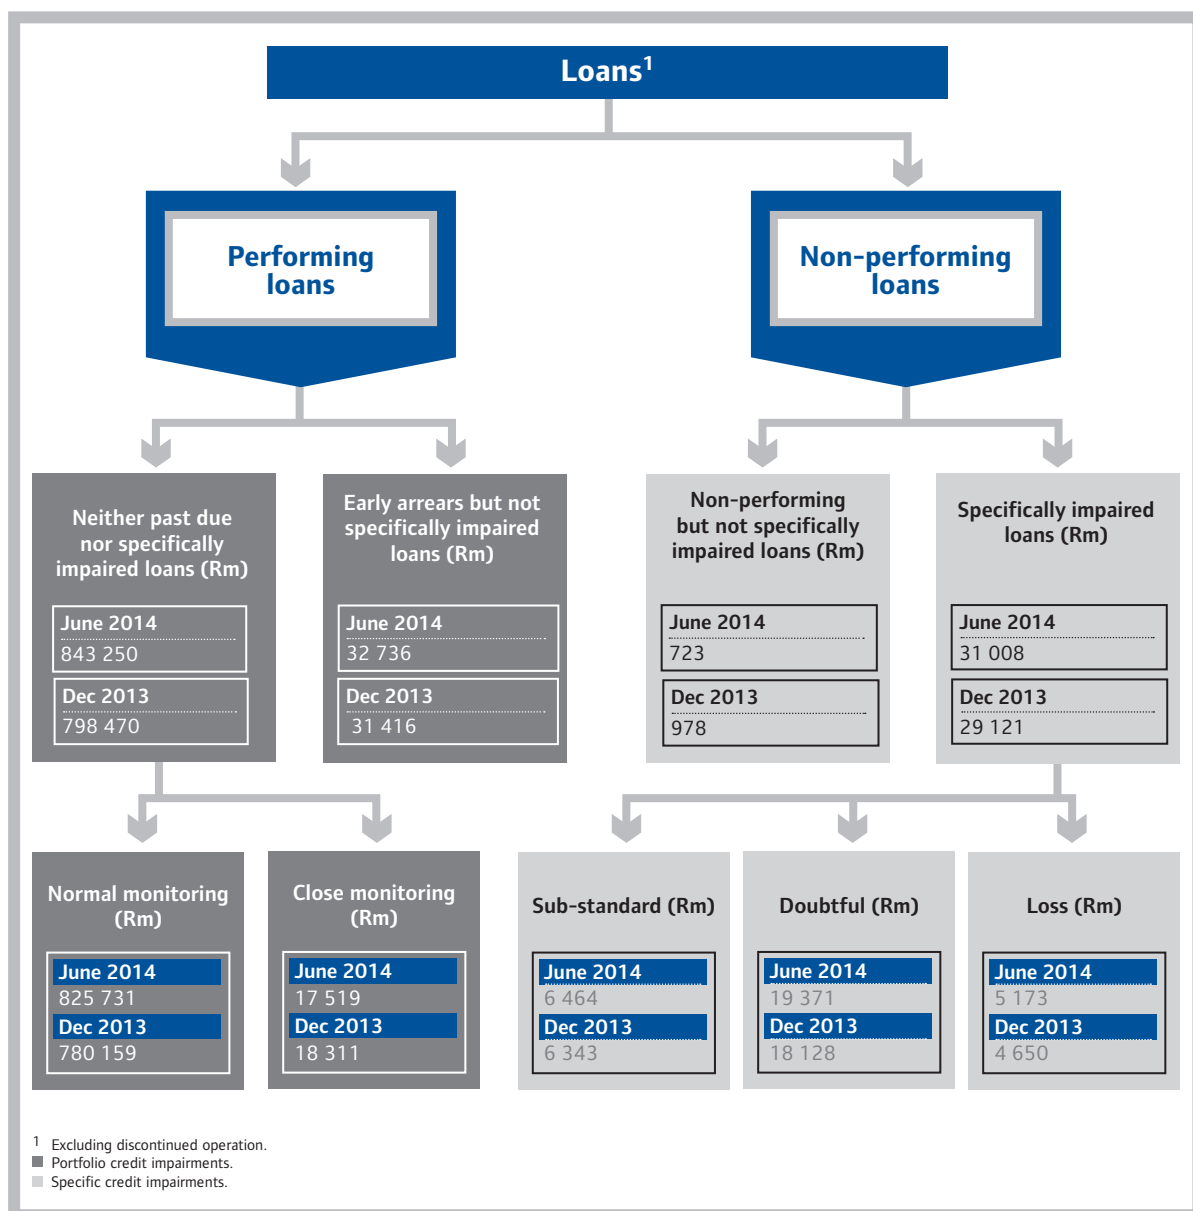 Loans1
Performing
loans
Non-performing
loans
Neither past due
nor specifically
impaired loans (Rm)
June 2014
843 250
Dec 2013
798 470
Early arrears but not
specifically impaired
loans (Rm)
June 2014
32 736
Dec 2013
31 416
Non-performing
but not specifically
impaired loans (Rm)
June 2014
723
Dec 2013
978
Specifically impaired
loans (Rm)
June 2014
31 008
Dec 2013
29 121
Normal monitoring
(Rm)
June 2014
825 731
Dec 2013
780 159
Close monitoring
(Rm)
June 2014
17 519
Dec 2013
18 311
Sub-standard (Rm)
June 2014
6 464
Dec 2013
6 343
Doubtful (Rm)
June 2014
19 371
Dec 2013
18 128
Loss (Rm)
June 2014
5 173
Dec 2013
4 650
1 Excluding discontinued operation.
Portfolio credit impairments.
Specific credit impairments.